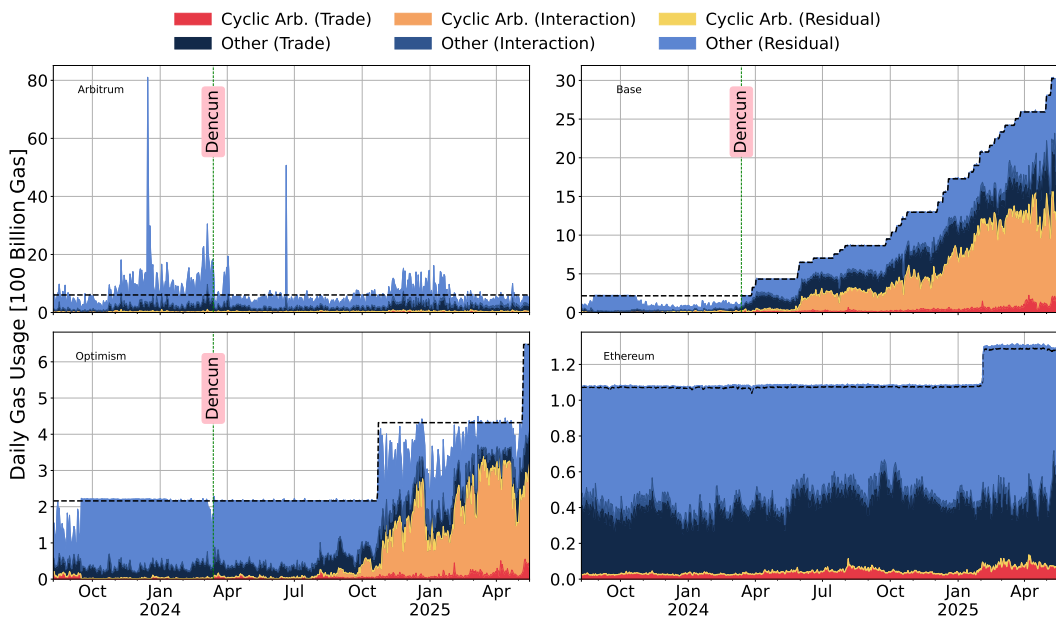 Cyclic Arb. (Trade) Cyclic Arb. (Interaction) Cyclic Arb. (Residual)
Other (Trade) Other (Interaction) Other (Residual)
Daily Gas Usage [100 Billion Gas]
Arbitrum
Dencun
80
60
40
20
0
Base
Dencun
30
25
20
15
10
5
0
Optimism
Dencun
6
5
4
3
2
1
0
Oct 2024 Apr Jul Oct 2025 Apr
Ethereum
1.2
1.0
0.8
0.6
0.4
0.2
0.0
Oct 2024 Apr Jul Oct 2025 Apr
Jan Jan
Jan Jan